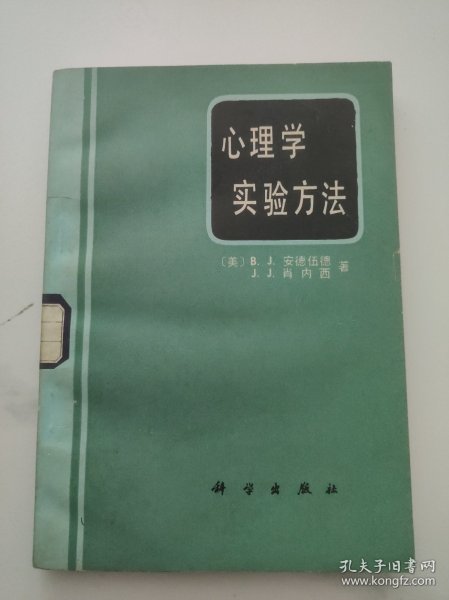 心理学
实验方法
〔美〕B. J. 安德伍德
J. J. 肖内西 著
科学出版社
孔夫子旧书网
www.kongfz.com